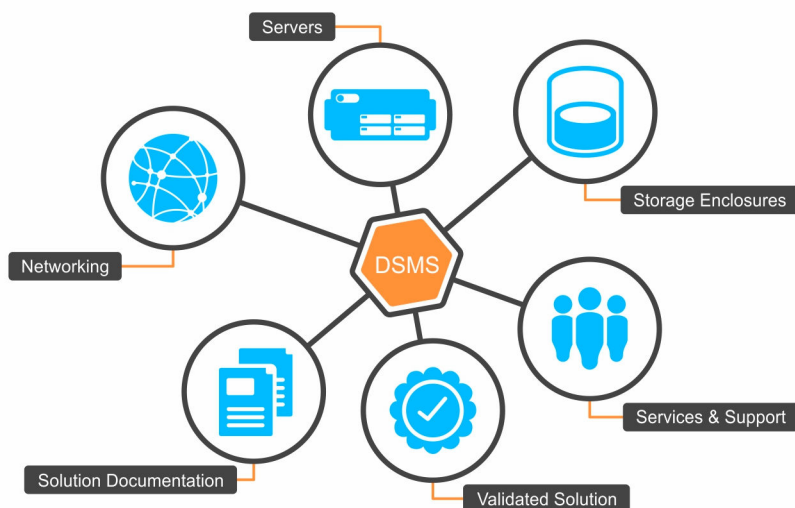 Servers
Storage Enclosures
Networking
DSMS
Services & Support
Solution Documentation
Validated Solution